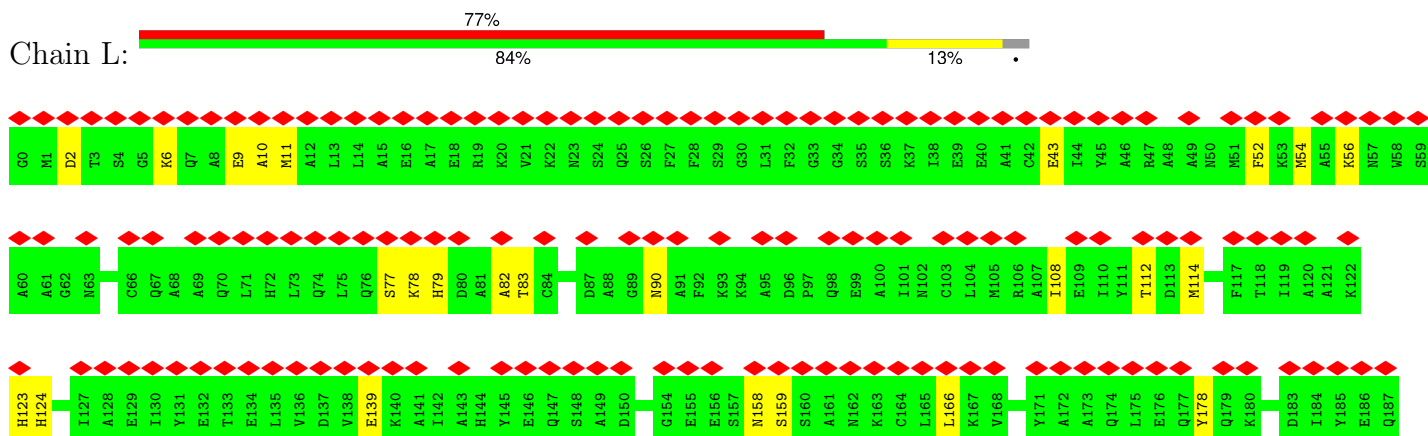 77%
Chain L:
84% 13% •
G0 M1 D2 T3 S4 G5 K6 Q7 A8 E9 A10 M11 A12 L13 L14 A15 E16 A17 E18 R19 K20 V21 K22 N23 S24 Q25 S26 F27 F28 S29 G30 L31 F32 G33 G34 S35 S36 K37 I38 E39 E40 A41 C42 E43 I44 Y45 A46 R47 A48 A49 N50 M51 F52 K53 M54 A55 K56 N57 W58 S59
A60 A61 G62 N63 C66 Q67 A68 A69 Q70 L71 H72 L73 Q74 L75 Q76 S77 K78 H79 D80 A81 A82 T83 C84 D87 A88 G89 N90 A91 F92 K93 K94 A95 D96 P97 Q98 E99 A100 I101 N102 C103 L104 M105 R106 A107 I108 E109 I110 Y111 T112 D113 M114 F117 T118 I119 A120 A121 K122
H123 H124 I127 A128 E129 I130 Y131 E132 T133 E134 L135 V136 D137 V138 E139 K140 A141 I142 A143 H144 Y145 E146 Q147 S148 A149 D150 G154 E155 E156 S157 N158 S159 S160 A161 N162 K163 C164 L165 L166 K167 V168 Y171 A172 A173 Q174 L175 E176 Q177 Y178 Q179 K180 D183 I184 Y185 E186 Q187